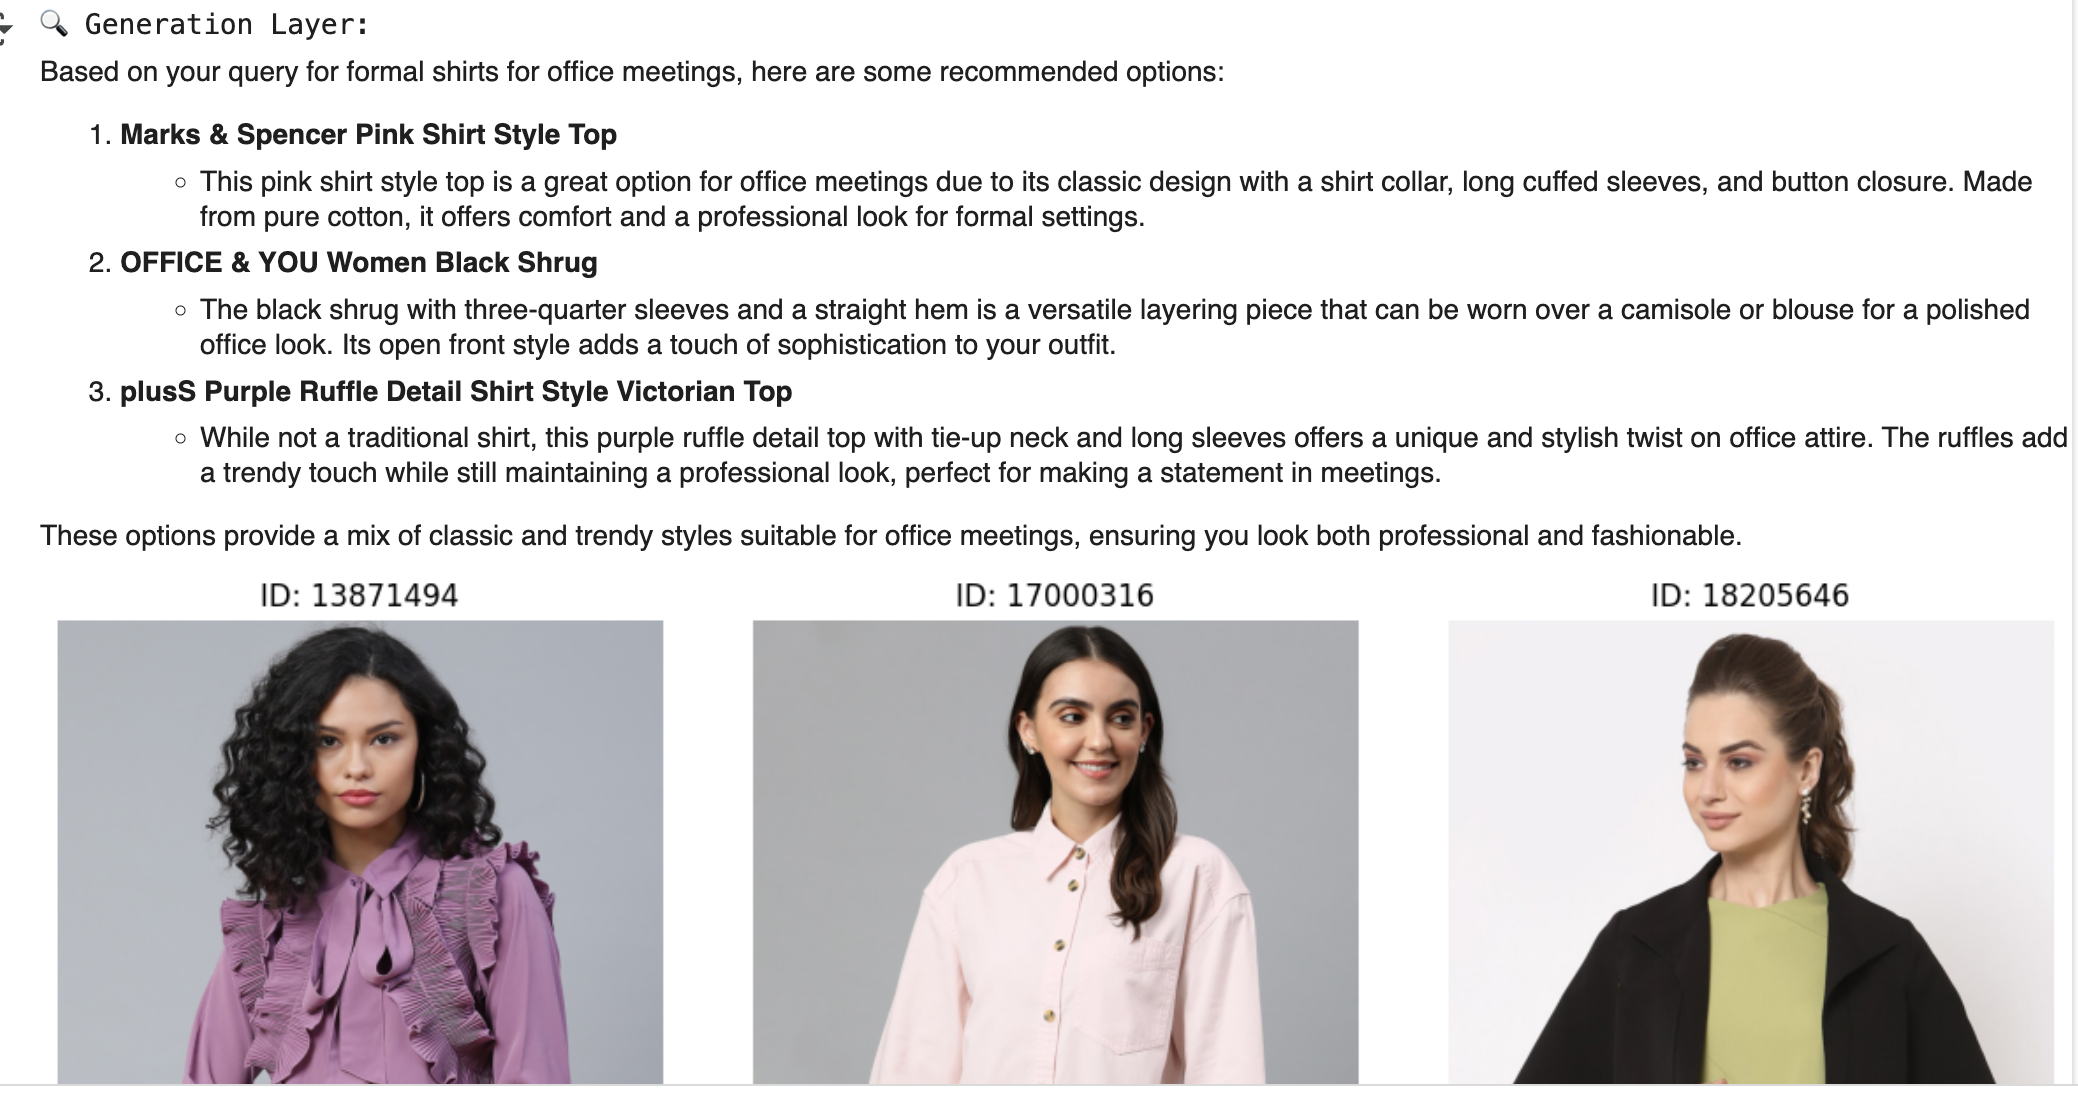 🔍 Generation Layer:
Based on your query for formal shirts for office meetings, here are some recommended options:
1. Marks & Spencer Pink Shirt Style Top
◦ This pink shirt style top is a great option for office meetings due to its classic design with a shirt collar, long cuffed sleeves, and button closure. Made
from pure cotton, it offers comfort and a professional look for formal settings.
2. OFFICE & YOU Women Black Shrug
◦ The black shrug with three-quarter sleeves and a straight hem is a versatile layering piece that can be worn over a camisole or blouse for a polished
office look. Its open front style adds a touch of sophistication to your outfit.
3. plusS Purple Ruffle Detail Shirt Style Victorian Top
◦ While not a traditional shirt, this purple ruffle detail top with tie-up neck and long sleeves offers a unique and stylish twist on office attire. The ruffles add
a trendy touch while still maintaining a professional look, perfect for making a statement in meetings.
These options provide a mix of classic and trendy styles suitable for office meetings, ensuring you look both professional and fashionable.
ID: 13871494
ID: 17000316
ID: 18205646